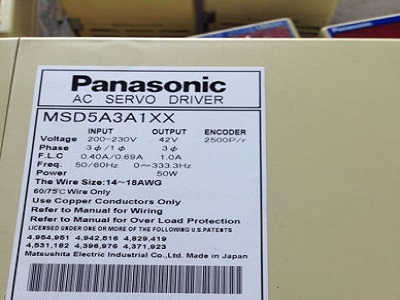 Panasonic
AC SERVO DRIVER
MSD5A3A1XX
INPUT OUTPUT ENCODER
Voltage 200-230V 42V 2500P/r
Phase 3ϕ/1ϕ 3ϕ
F.L.C 0.40A/0.69A 1.0A
Freq. 50/60Hz 0~333.3Hz
Power 50W
The Wire Size:14~18AWG
60/75℃ Wire Only
Use Copper Conductors Only
Refer to Manual for Wiring
Refer to Manual for Over Load Protection
LICENSED UNDER ONE OR MORE OF THE FOLLOWING U.S.PATENTS
4,954,951 4,942,516 4,829,419
4,531,182 4,396,976 4,371,923
Matsushita Electric Industrial Co.,Ltd. Made in Japan